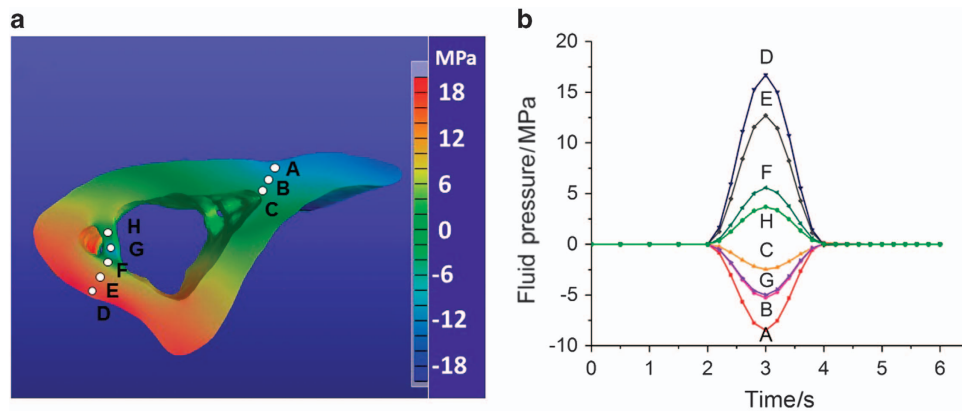 a
MPa
18
12
6
0
-6
-12
-18
A
B
C
H
G
F
E
D
b
Fluid pressure/MPa
20
15
10
5
0
-5
-10
D
E
F
H
C
G
B
A
0 1 2 3 4 5 6
Time/s